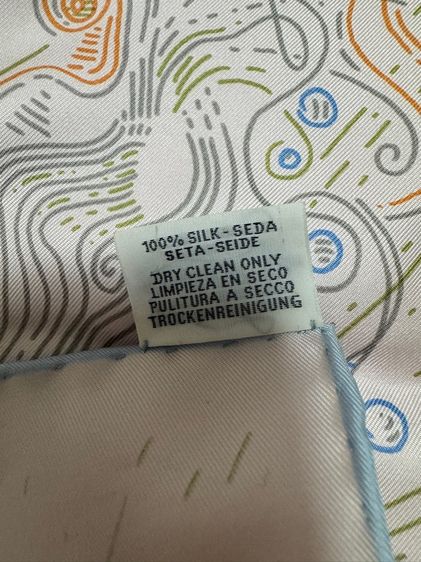 100% SILK-SEDA
SETA-SEIDE
DRY CLEAN ONLY
LIMPIEZA EN SECO
PULITURA A SECCO
TROCKENREINIGUNG